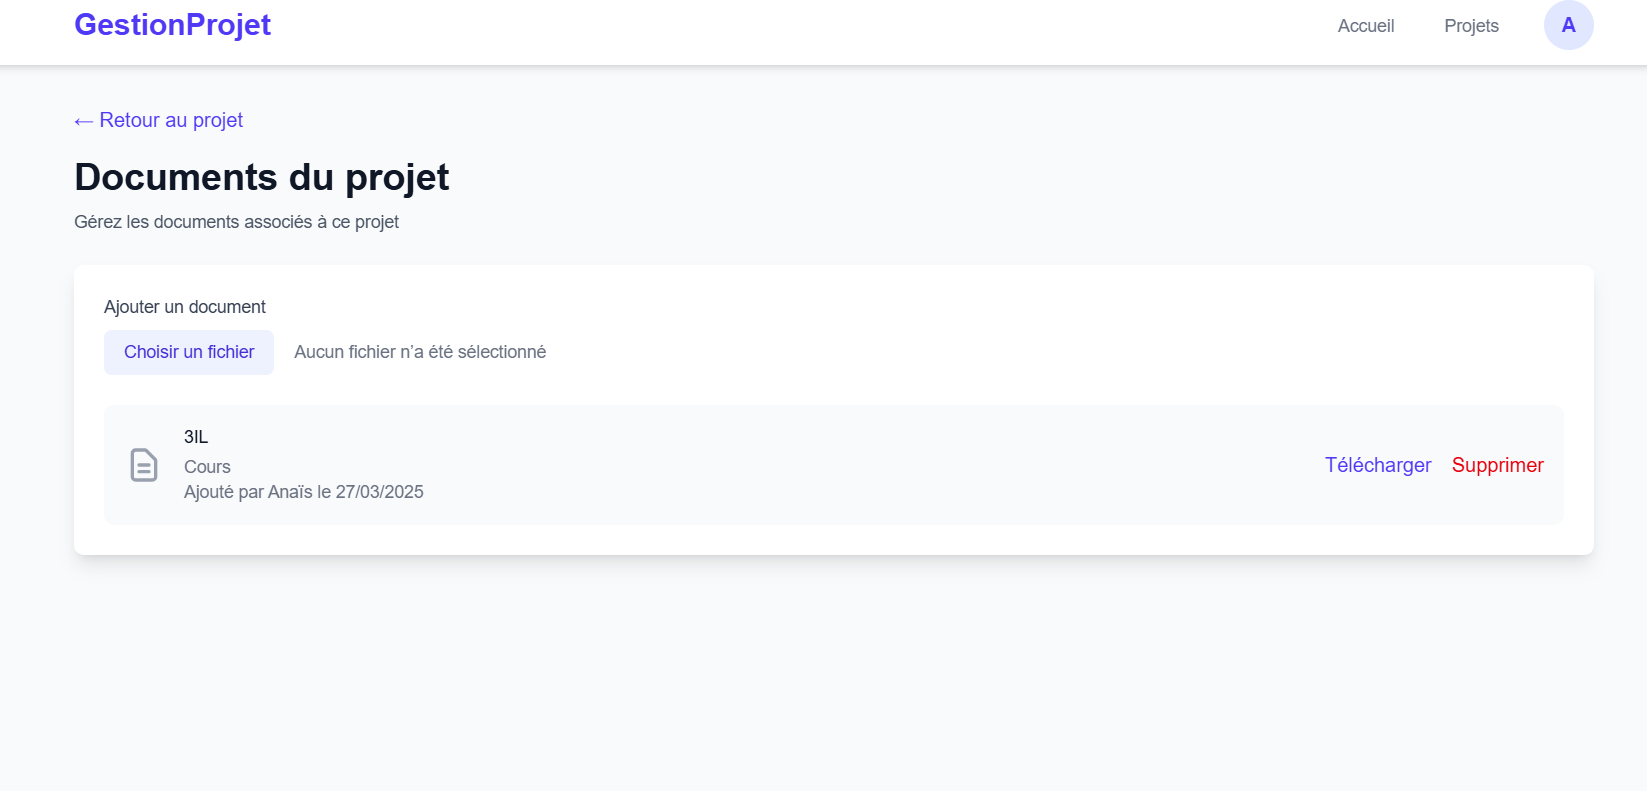 GestionProjet
Accueil
Projets
A
← Retour au projet
Documents du projet
Gérez les documents associés à ce projet
Ajouter un document
Choisir un fichier
Aucun fichier n’a été sélectionné
3IL
Cours
Ajouté par Anaïs le 27/03/2025
Télécharger
Supprimer